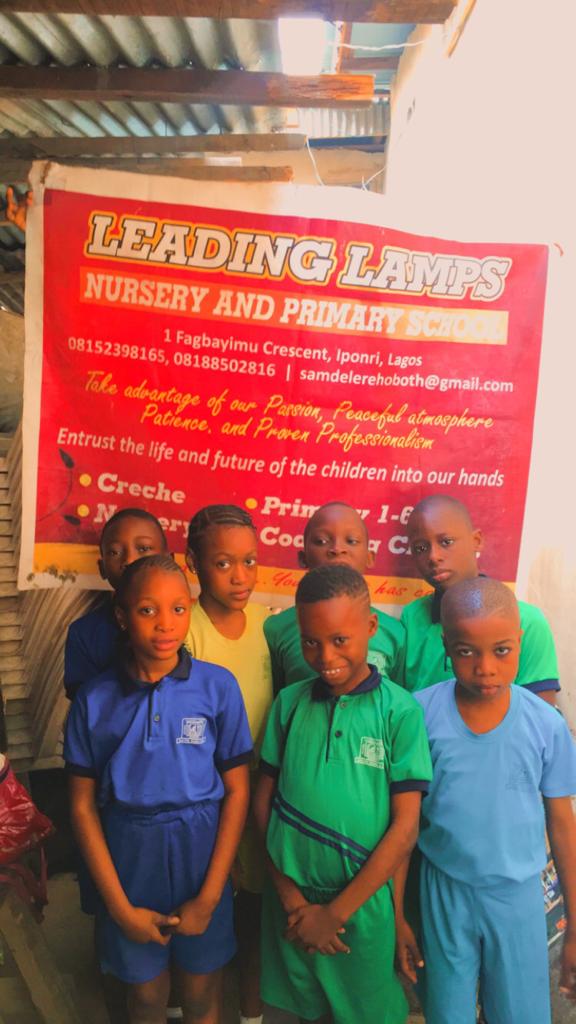 LEADING LAMPS
NURSERY AND PRIMARY SCHOOL
1 Fagbayimu Crescent, Iponri, Lagos
08152398165, 08188502816 | samdelerehoboth@gmail.com
Take advantage of our Passion, Peaceful atmosphere
Patience, and Proven Professionalism
Entrust the life and future of the children into our hands
• Creche
• Primary 1-6